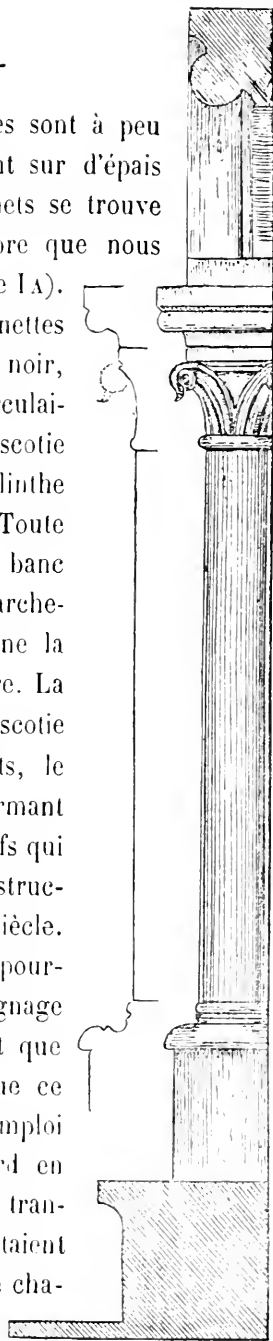 es sont à peu
nt sur d'épais
nets se trouve
bre que nous
e IA).
nettes
noir,
rculai-
scotie
linthe
Toute
banc
arche-
ne la
re. La
scotie
ts, le
rmant
fs qui
struc-
iècle.
pour-
gnage
t que
ue ce
mploi
rd en
tran-
taient
cha-